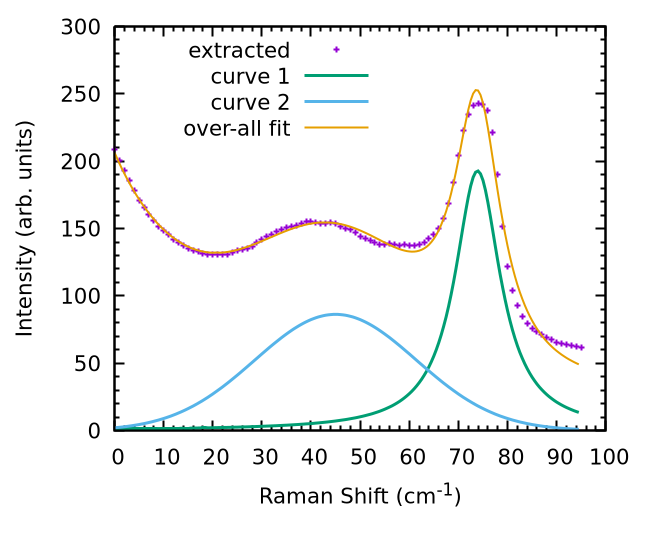 300
250
200
150
100
50
0
0 10 20 30 40 50 60 70 80 90 100
extracted
curve 1
curve 2
over-all fit
Intensity (arb. units)
Raman Shift (cm⁻¹)